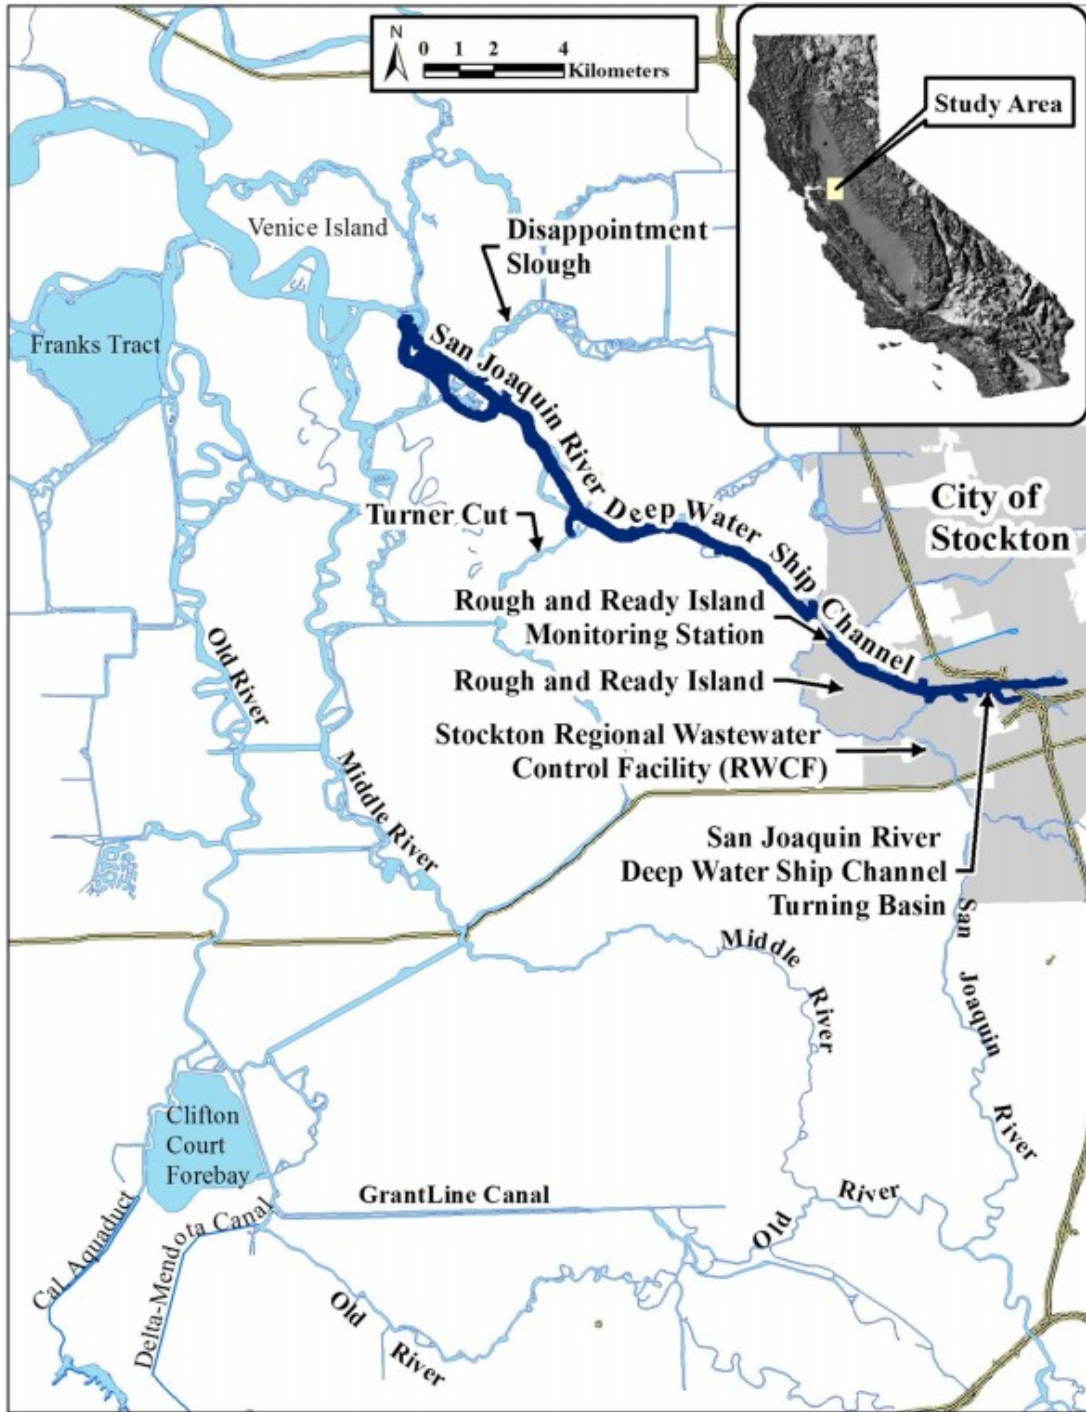 N
0 1 2 4
Kilometers
Study Area
Venice Island
Disappointment
Slough
Franks Tract
San Joaquin River Deep Water Ship Channel
City of
Stockton
Turner Cut
Rough and Ready Island
Monitoring Station
Old River
Rough and Ready Island
Stockton Regional Wastewater
Control Facility (RWCF)
Middle River
San Joaquin River
Deep Water Ship Channel
Turning Basin
San Joaquin River
Middle River
Clifton
Court
Forebay
GrantLine Canal
Old River
Cal Aquaduct
Delta-Mendota Canal
Old River